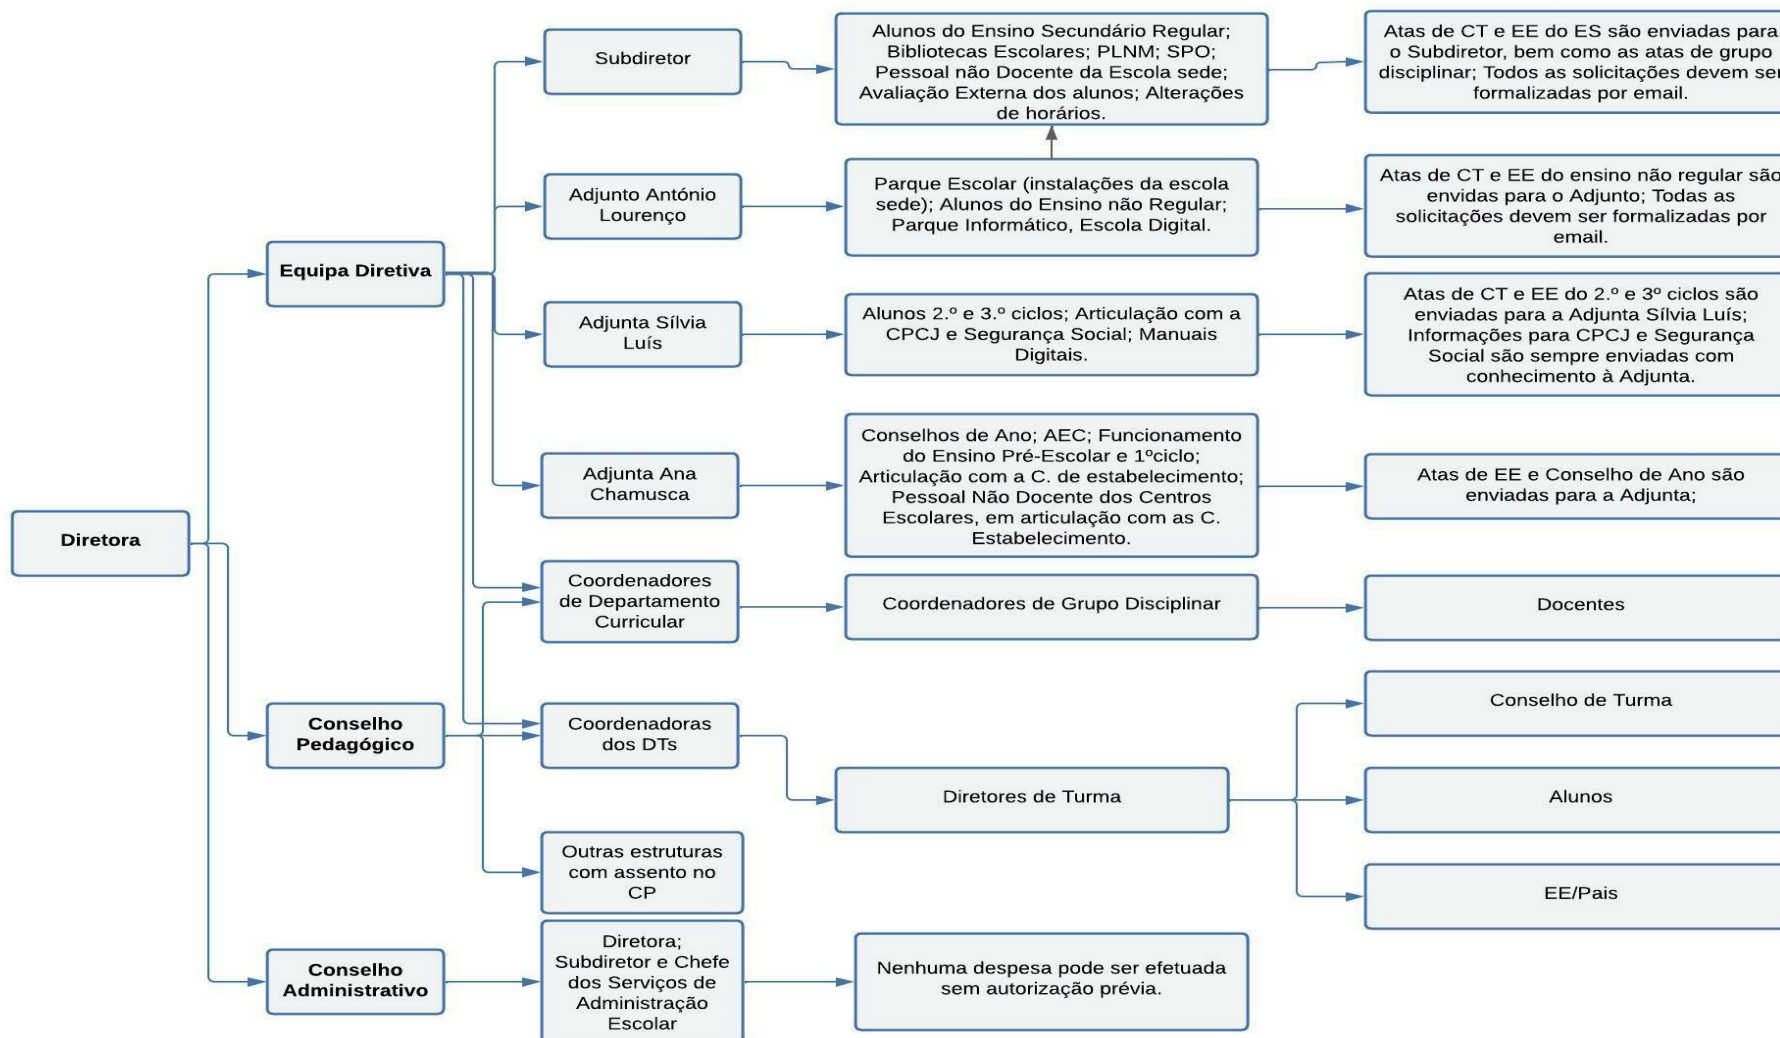 Subdiretor
Alunos do Ensino Secundário Regular;
Bibliotecas Escolares; PLNM; SPO;
Pessoal não Docente da Escola sede;
Avaliação Externa dos alunos; Alterações
de horários.
Atas de CT e EE do ES são enviadas para
o Subdiretor, bem como as atas de grupo
disciplinar; Todos as solicitações devem ser
formalizadas por email.
Adjunto António
Lourenço
Parque Escolar (instalações da escola
sede); Alunos do Ensino não Regular;
Parque Informático, Escola Digital.
Atas de CT e EE do ensino não regular são
envidas para o Adjunto; Todas as
solicitações devem ser formalizadas por
email.
Equipa Diretiva
Adjunta Sílvia
Luís
Alunos 2.º e 3.º ciclos; Articulação com a
CPCJ e Segurança Social; Manuais
Digitais.
Atas de CT e EE do 2.º e 3º ciclos são
enviadas para a Adjunta Sílvia Luís;
Informações para CPCJ e Segurança
Social são sempre enviadas com
conhecimento à Adjunta.
Adjunta Ana
Chamusca
Conselhos de Ano; AEC; Funcionamento
do Ensino Pré-Escolar e 1ºciclo;
Articulação com a C. de estabelecimento;
Pessoal Não Docente dos Centros
Escolares, em articulação com as C.
Estabelecimento.
Atas de EE e Conselho de Ano são
enviadas para a Adjunta;
Diretora
Coordenadores
de Departamento
Curricular
Coordenadores de Grupo Disciplinar
Docentes
Conselho
Pedagógico
Coordenadoras
dos DTs
Diretores de Turma
Conselho de Turma
Alunos
EE/Pais
Outras estruturas
com assento no
CP
Conselho
Administrativo
Diretora;
Subdiretor e Chefe
dos Serviços de
Administração
Escolar
Nenhuma despesa pode ser efetuada
sem autorização prévia.